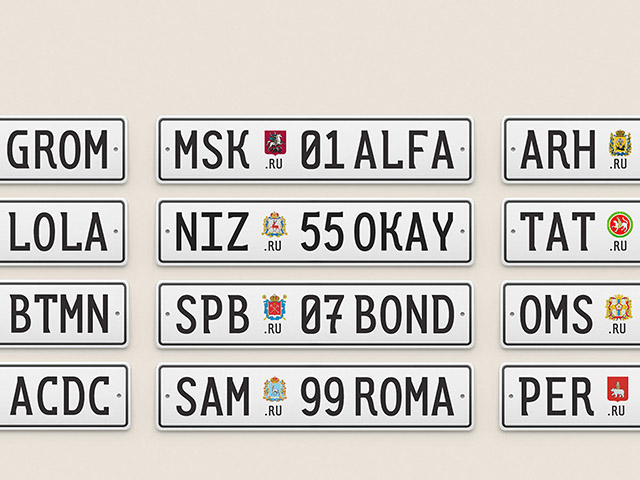 GROM
MSK .RU 01 ALFA
ARH .RU
LOLA
NIZ .RU 55 OKAY
TAT .RU
BTMN
SPB .RU 07 BOND
OMS .RU
ACDC
SAM .RU 99 ROMA
PER .RU